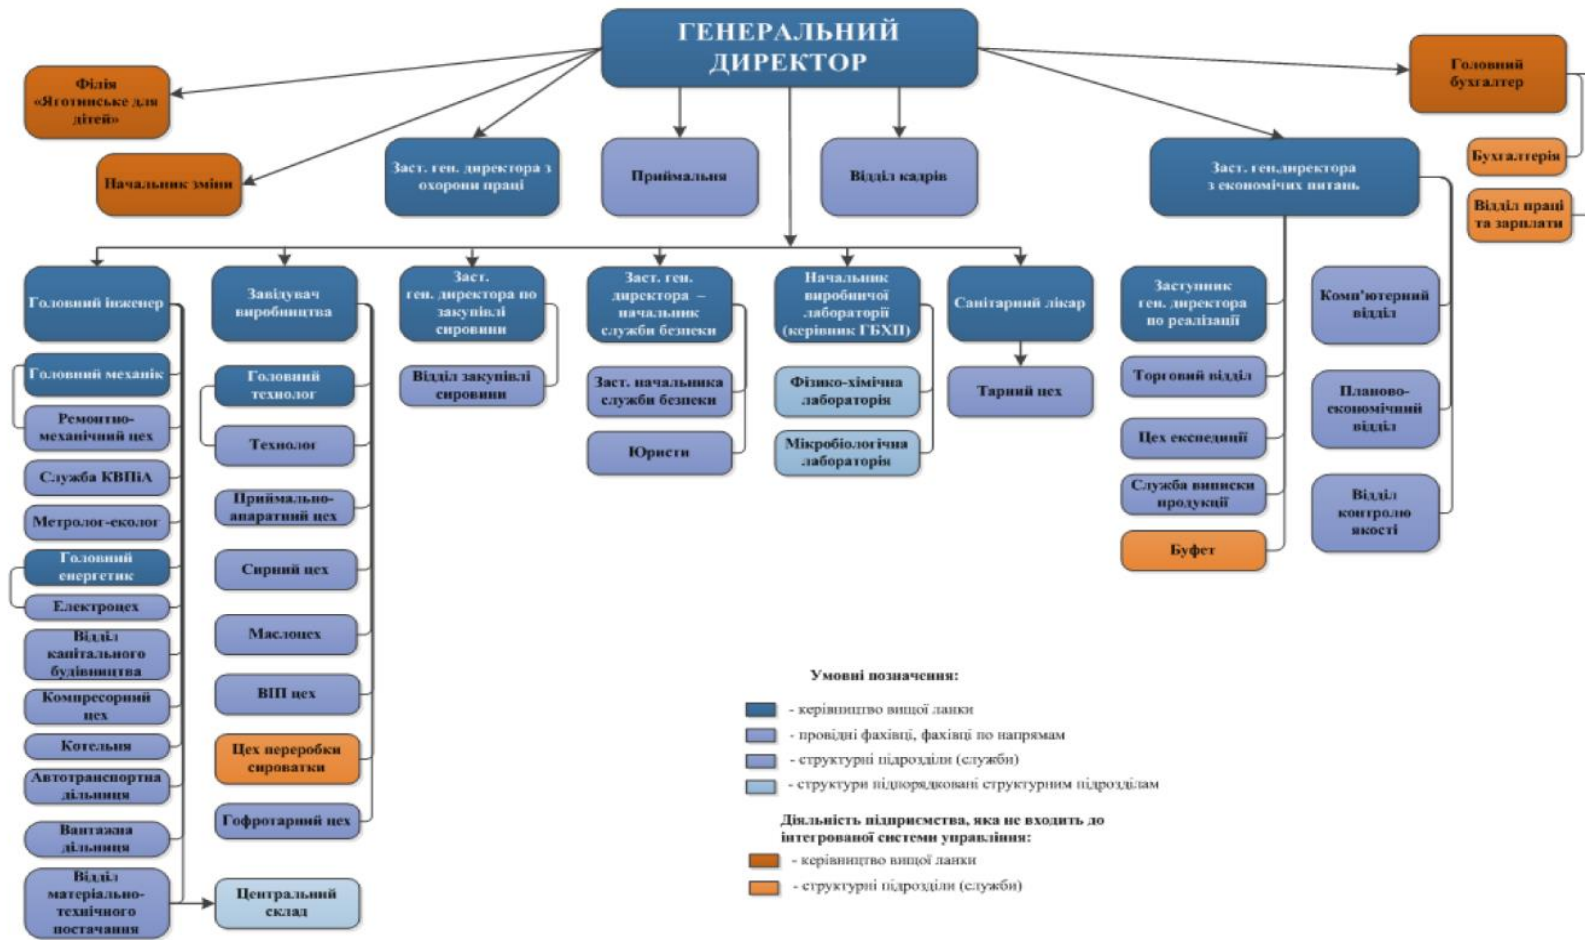 ГЕНЕРАЛЬНИЙ
ДИРЕКТОР
Філія
«Яготинське для
дітей»
Головний
бухгалтер
Начальник зміни
Заст. ген. директора з
охорони праці
Приймальня
Відділ кадрів
Заст. ген.директора
з економічих питань
Бухгалтерія
Відділ праці
та зарплати
Головний інженер
Завідувач
виробництва
Заст.
ген. директора по
закупівлі
сировини
Заст. ген.
директора –
начальник
служби безпеки
Начальник
виробничої
лабораторії
(керівник ГБХП)
Санітарний лікар
Заступник
ген. директора
по реалізації
Комп'ютерний
відділ
Головний механік
Головний
технолог
Відділ закупівлі
сировини
Заст. начальника
служби безпеки
Фізико-хімічна
лабораторія
Тарний цех
Торговий відділ
Планово-
економічний
відділ
Ремонтно-
механічний цех
Технолог
Юристи
Мікробіологічна
лабораторія
Цех експедиції
Служба КВПіА
Приймально-
апаратний цех
Служба виписки
продукції
Відділ
контролю
якості
Метролог-еколог
Буфет
Головний
енергетик
Сирний цех
Електроцех
Відділ
капітального
будівництва
Маслоцех
Компресорний
цех
ВІП цех
Котельня
Цех переробки
сироватки
Автотранспортна
дільниця
Гофротарний цех
Вантажна
дільниця
Відділ
матеріально-
технічного
постачання
Центральний
склад
Умовні позначення:
- керівництво вищої ланки
- провідні фахівці, фахівці по напрямам
- структурні підрозділи (служби)
- структури підпорядковані структурним підрозділам
Діяльність підприємства, яка не входить до
інтегрованої системи управління:
- керівництво вищої ланки
- структурні підрозділи (служби)